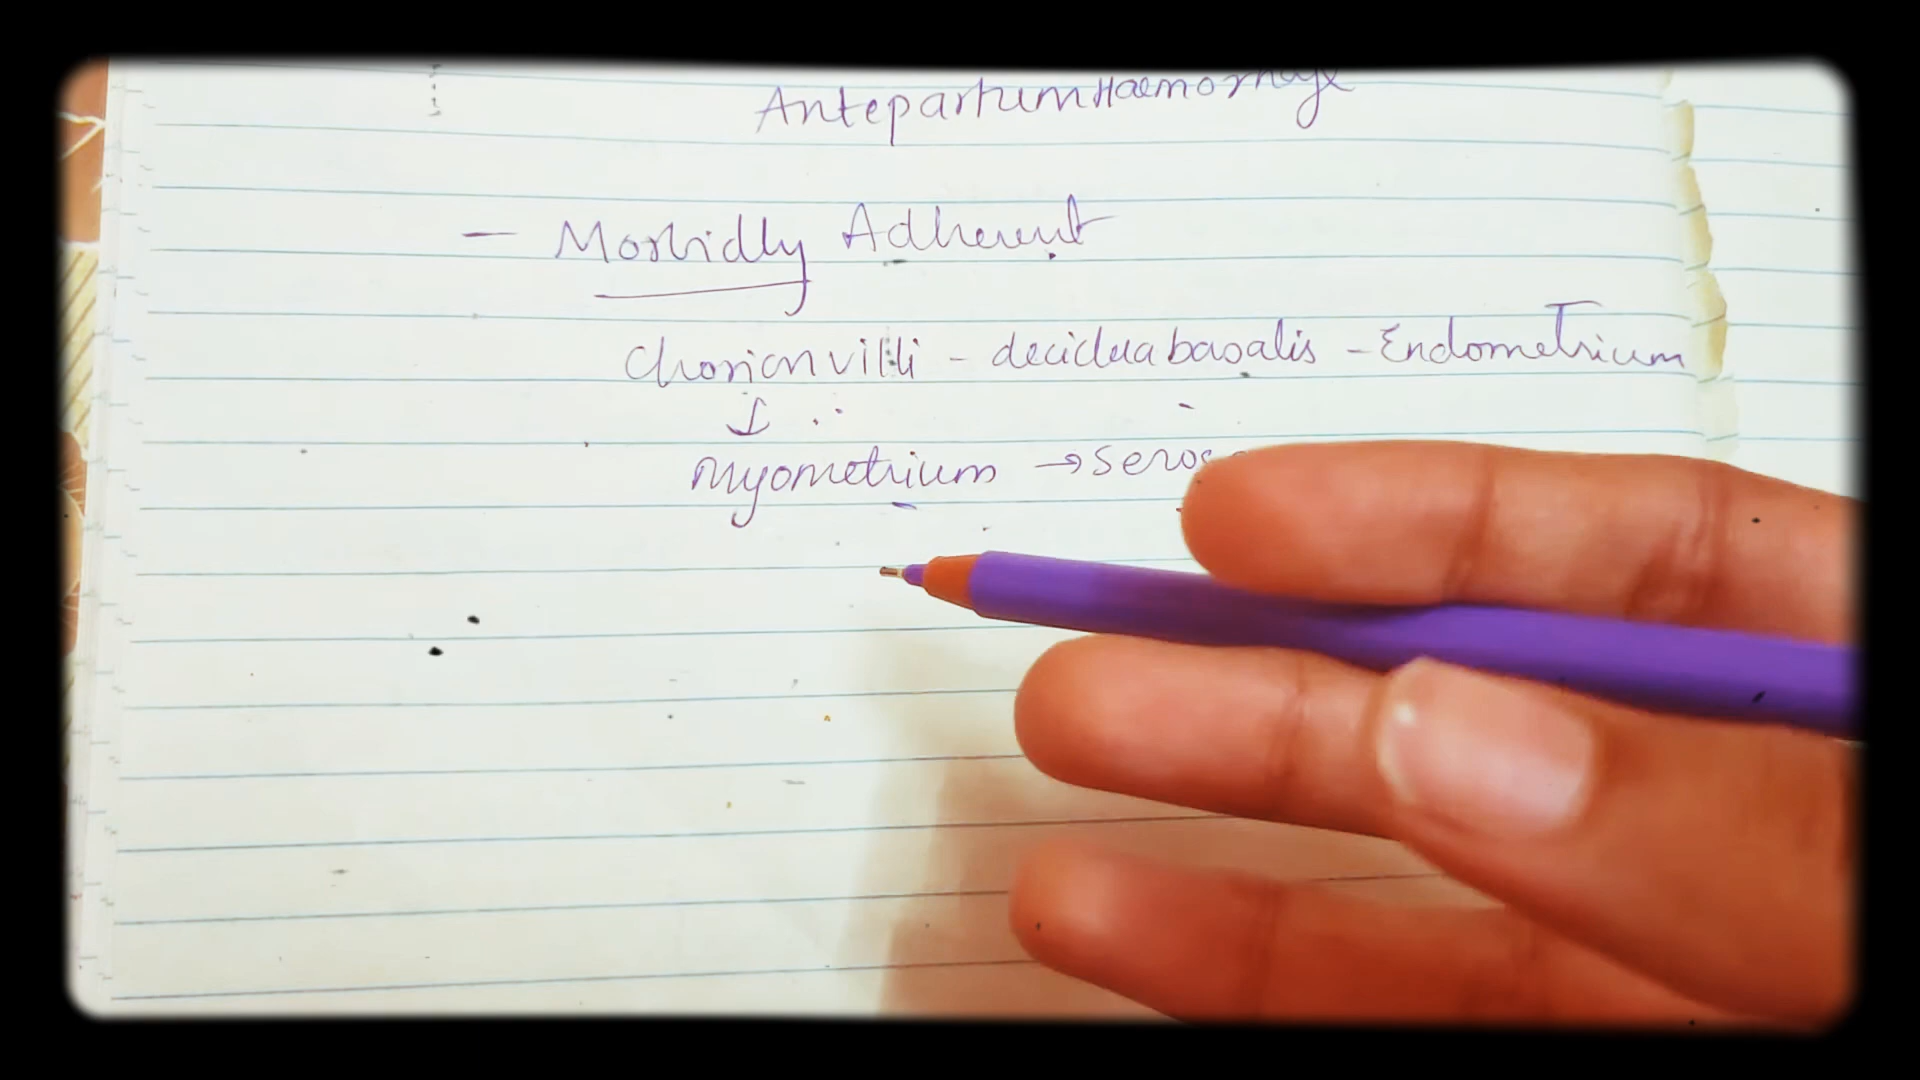 Antepartum Haemorrhage
- Morbidly Adherent
Chorion villi - decidua basalis - Endometrium
↓
myometrium → seros